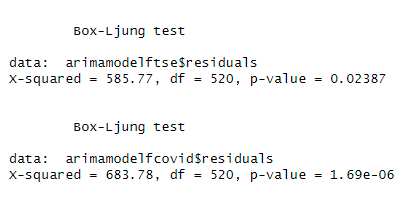 Box-Ljung test
data:  arimamodelftse$residuals
X-squared = 585.77, df = 520, p-value = 0.02387
Box-Ljung test
data:  arimamodelfcovid$residuals
X-squared = 683.78, df = 520, p-value = 1.69e-06